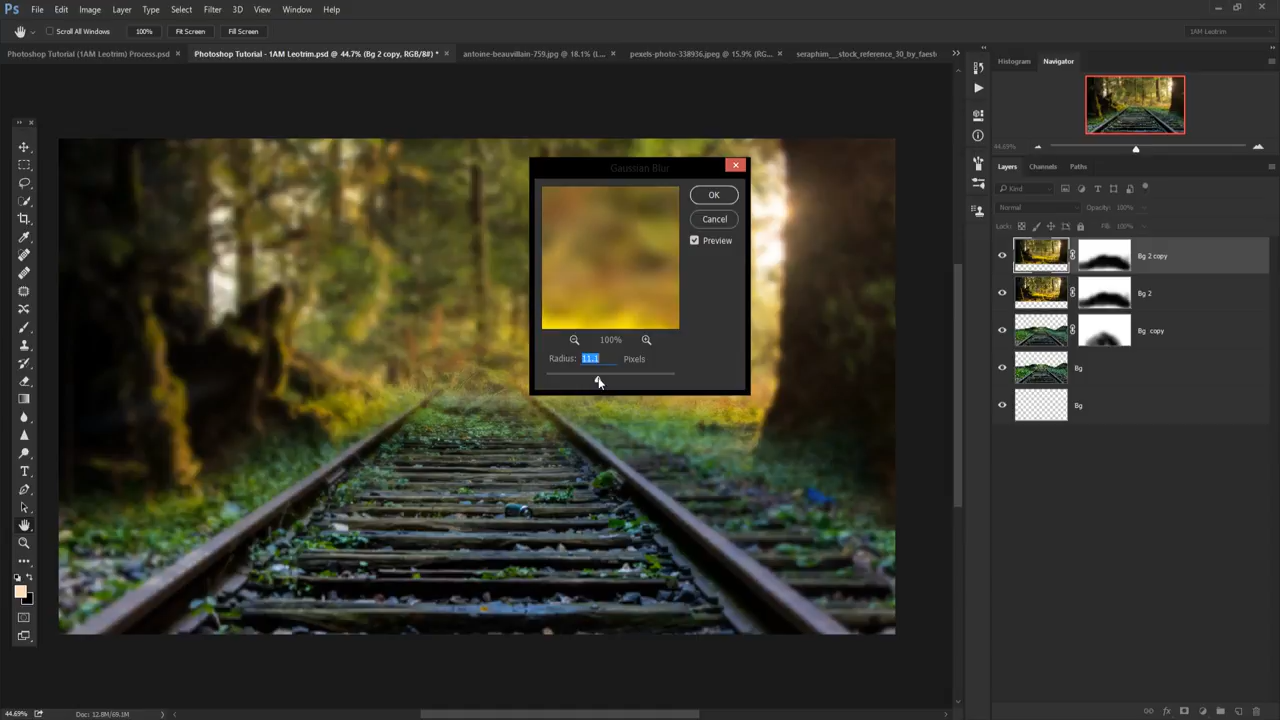 Ps File Edit Image Layer Type Select Filter 3D View Window Help
Scroll All Windows 100% Fit Screen Fill Screen 1AM Leotrim
Photoshop Tutorial (1AM Leotrim) Process.psd × Photoshop Tutorial - 1AM Leotrim.psd @ 44.7% (Bg 2 copy, RGB/8#) * × antoine-beauvillain-759.jpg @ 18.1% (L... × pexels-photo-338936.jpeg @ 15.9% (RG... × seraphim__stock_reference_30_by_faestc
Histogram Navigator
44.69%
Layers Channels Paths
Kind
Normal Opacity: 100%
Lock: Fill: 100%
Bg 2 copy
Bg 2
Bg copy
Bg
Bg
Gaussian Blur
OK
Cancel
Preview
100%
Radius: 11.1 Pixels
44.69% Doc: 12.8M/69.1M